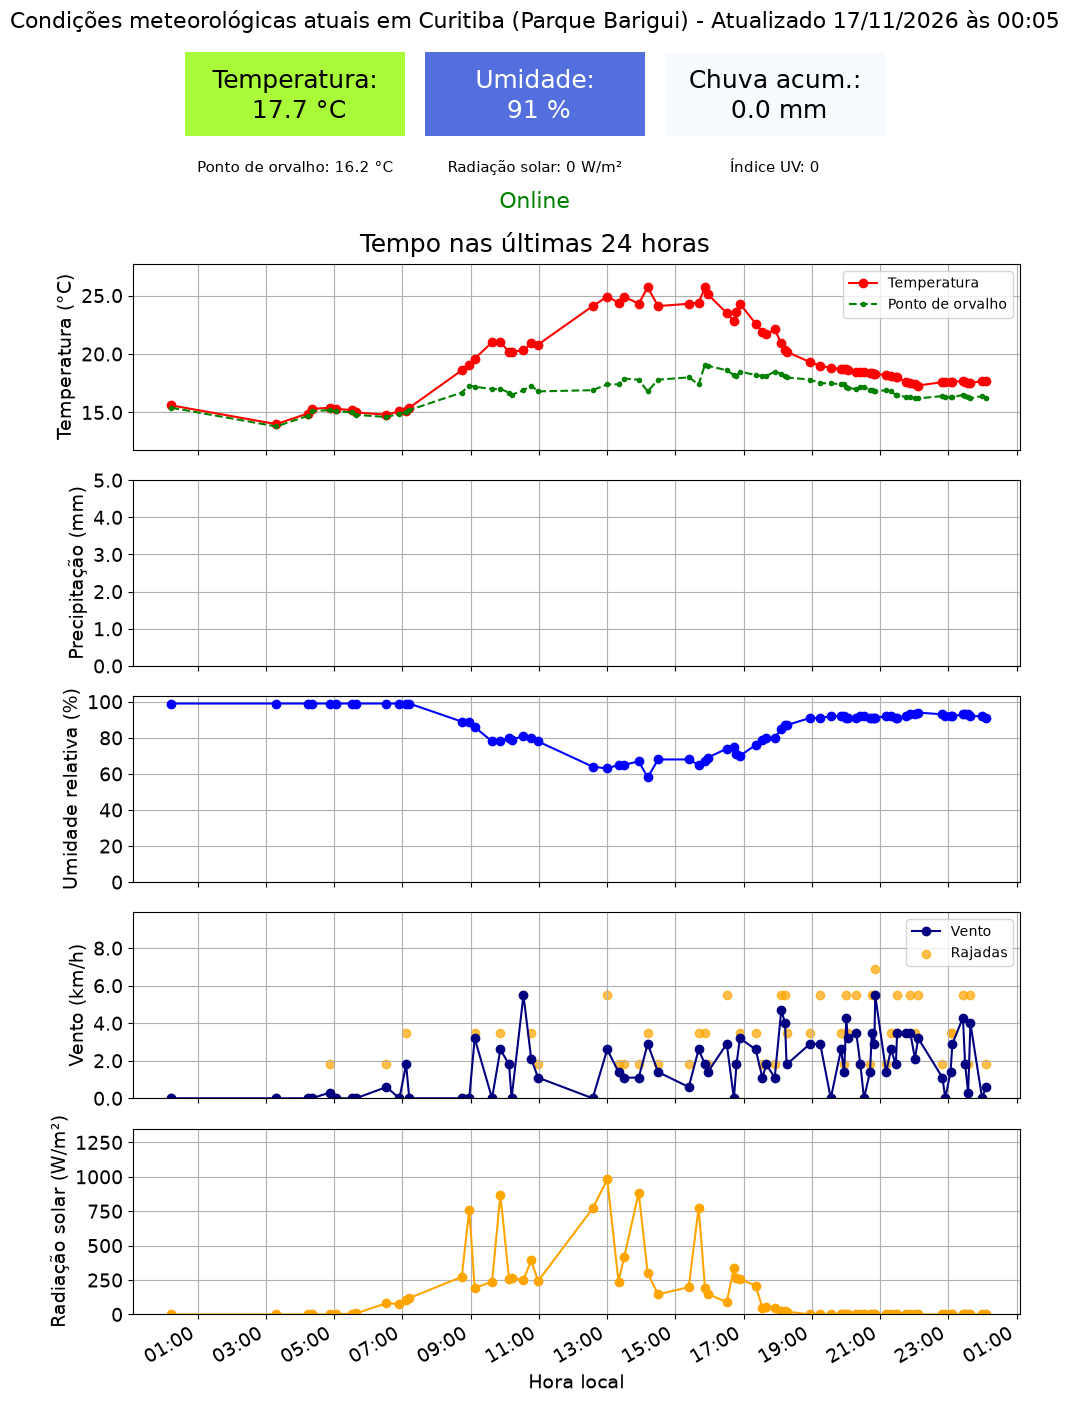 Condições meteorológicas atuais em Curitiba (Parque Barigui) - Atualizado 17/11/2026 às 00:05
Temperatura:
17.7 °C
Umidade:
91 %
Chuva acum.:
0.0 mm
Ponto de orvalho: 16.2 °C
Radiação solar: 0 W/m²
Índice UV: 0
Online
Tempo nas últimas 24 horas
Temperatura (°C)
25.0
20.0
15.0
Temperatura
Ponto de orvalho
Precipitação (mm)
5.0
4.0
3.0
2.0
1.0
0.0
Umidade relativa (%)
100
80
60
40
20
0
Vento (km/h)
8.0
6.0
4.0
2.0
0.0
Vento
Rajadas
Radiação solar (W/m²)
1250
1000
750
500
250
0
01:00 03:00 05:00 07:00 09:00 11:00 13:00 15:00 17:00 19:00 21:00 23:00 01:00
Hora local